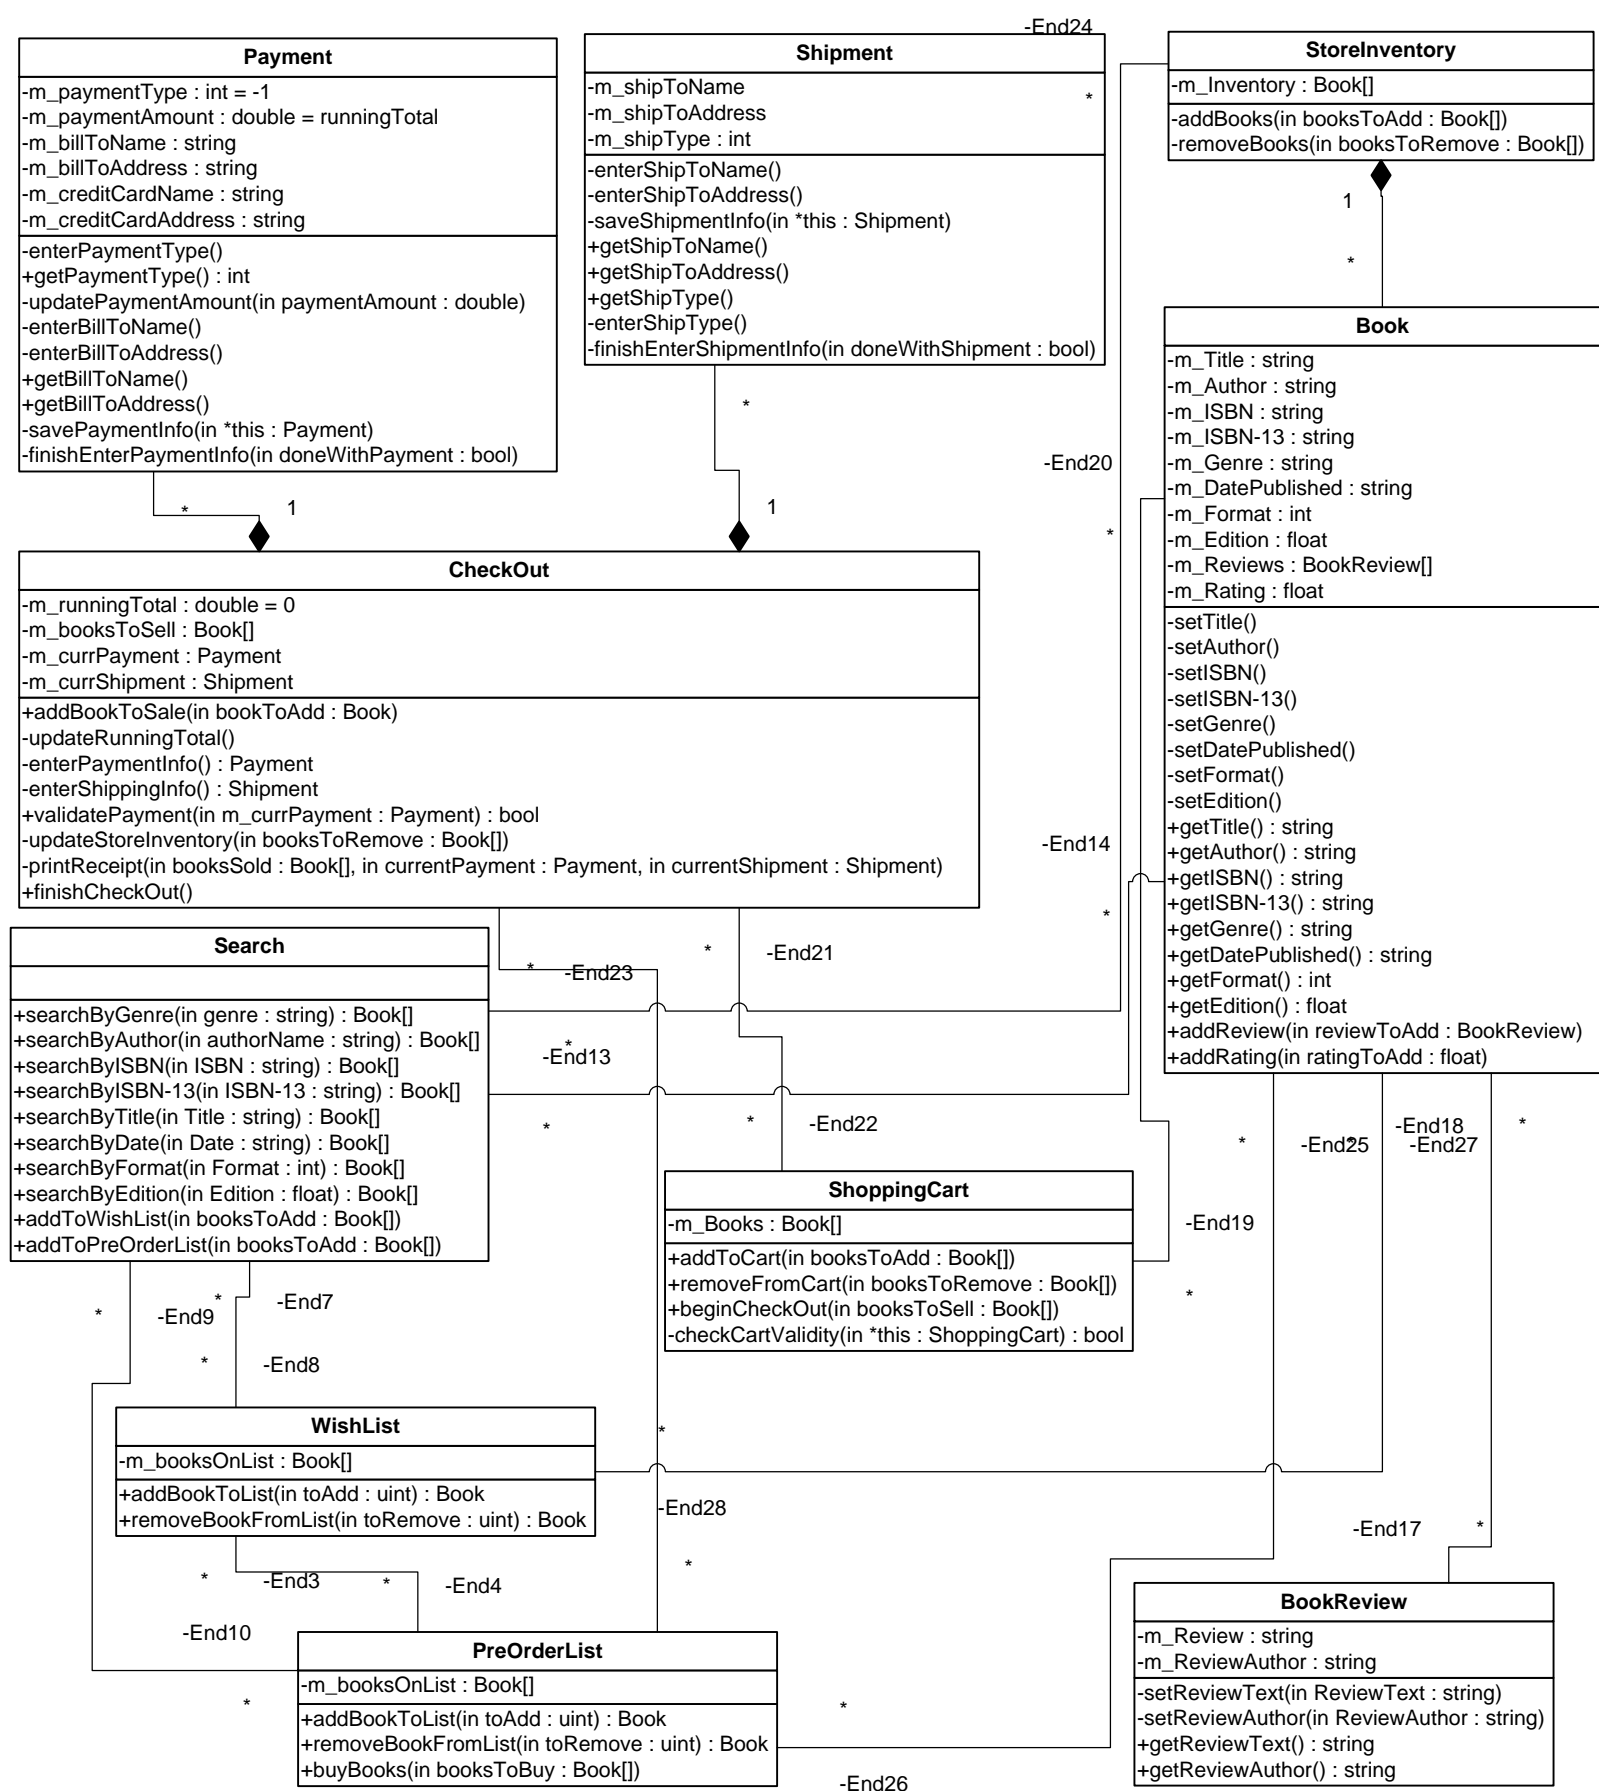 -End24
Payment
-m_paymentType : int = -1
-m_paymentAmount : double = runningTotal
-m_billToName : string
-m_billToAddress : string
-m_creditCardName : string
-m_creditCardAddress : string
-enterPaymentType()
+getPaymentType() : int
-updatePaymentAmount(in paymentAmount : double)
-enterBillToName()
-enterBillToAddress()
+getBillToName()
+getBillToAddress()
-savePaymentInfo(in *this : Payment)
-finishEnterPaymentInfo(in doneWithPayment : bool)
Shipment
-m_shipToName
-m_shipToAddress
-m_shipType : int
*
-enterShipToName()
-enterShipToAddress()
-saveShipmentInfo(in *this : Shipment)
+getShipToName()
+getShipToAddress()
+getShipType()
-enterShipType()
-finishEnterShipmentInfo(in doneWithShipment : bool)
StoreInventory
-m_Inventory : Book[]
-addBooks(in booksToAdd : Book[])
-removeBooks(in booksToRemove : Book[])
1
*
Book
-m_Title : string
-m_Author : string
-m_ISBN : string
-m_ISBN-13 : string
-m_Genre : string
-m_DatePublished : string
-m_Format : int
-m_Edition : float
-m_Reviews : BookReview[]
-m_Rating : float
-setTitle()
-setAuthor()
-setISBN()
-setISBN-13()
-setGenre()
-setDatePublished()
-setFormat()
-setEdition()
+getTitle() : string
+getAuthor() : string
+getISBN() : string
+getISBN-13() : string
+getGenre() : string
+getDatePublished() : string
+getFormat() : int
+getEdition() : float
+addReview(in reviewToAdd : BookReview)
+addRating(in ratingToAdd : float)
*
-End20
*
* 1
* 1
CheckOut
-m_runningTotal : double = 0
-m_booksToSell : Book[]
-m_currPayment : Payment
-m_currShipment : Shipment
+addBookToSale(in bookToAdd : Book)
-updateRunningTotal()
-enterPaymentInfo() : Payment
-enterShippingInfo() : Shipment
+validatePayment(in m_currPayment : Payment) : bool
-updateStoreInventory(in booksToRemove : Book[])
-printReceipt(in booksSold : Book[], in currentPayment : Payment, in currentShipment : Shipment)
+finishCheckOut()
-End14
*
* -End21
* -End23
Search
+searchByGenre(in genre : string) : Book[]
+searchByAuthor(in authorName : string) : Book[]
+searchByISBN(in ISBN : string) : Book[]
+searchByISBN-13(in ISBN-13 : string) : Book[]
+searchByTitle(in Title : string) : Book[]
+searchByDate(in Date : string) : Book[]
+searchByFormat(in Format : int) : Book[]
+searchByEdition(in Edition : float) : Book[]
+addToWishList(in booksToAdd : Book[])
+addToPreOrderList(in booksToAdd : Book[])
*
-End13
*
* -End22
* -End25 * -End18
-End27 *
ShoppingCart
-m_Books : Book[]
+addToCart(in booksToAdd : Book[])
+removeFromCart(in booksToRemove : Book[])
+beginCheckOut(in booksToSell : Book[])
-checkCartValidity(in *this : ShoppingCart) : bool
-End19
*
* -End9 * -End7
* -End8
WishList
-m_booksOnList : Book[]
+addBookToList(in toAdd : uint) : Book
+removeBookFromList(in toRemove : uint) : Book
*
-End28
*
-End17 *
* -End3 * -End4
-End10
*
PreOrderList
-m_booksOnList : Book[]
+addBookToList(in toAdd : uint) : Book
+removeBookFromList(in toRemove : uint) : Book
+buyBooks(in booksToBuy : Book[])
*
-End26
BookReview
-m_Review : string
-m_ReviewAuthor : string
-setReviewText(in ReviewText : string)
-setReviewAuthor(in ReviewAuthor : string)
+getReviewText() : string
+getReviewAuthor() : string